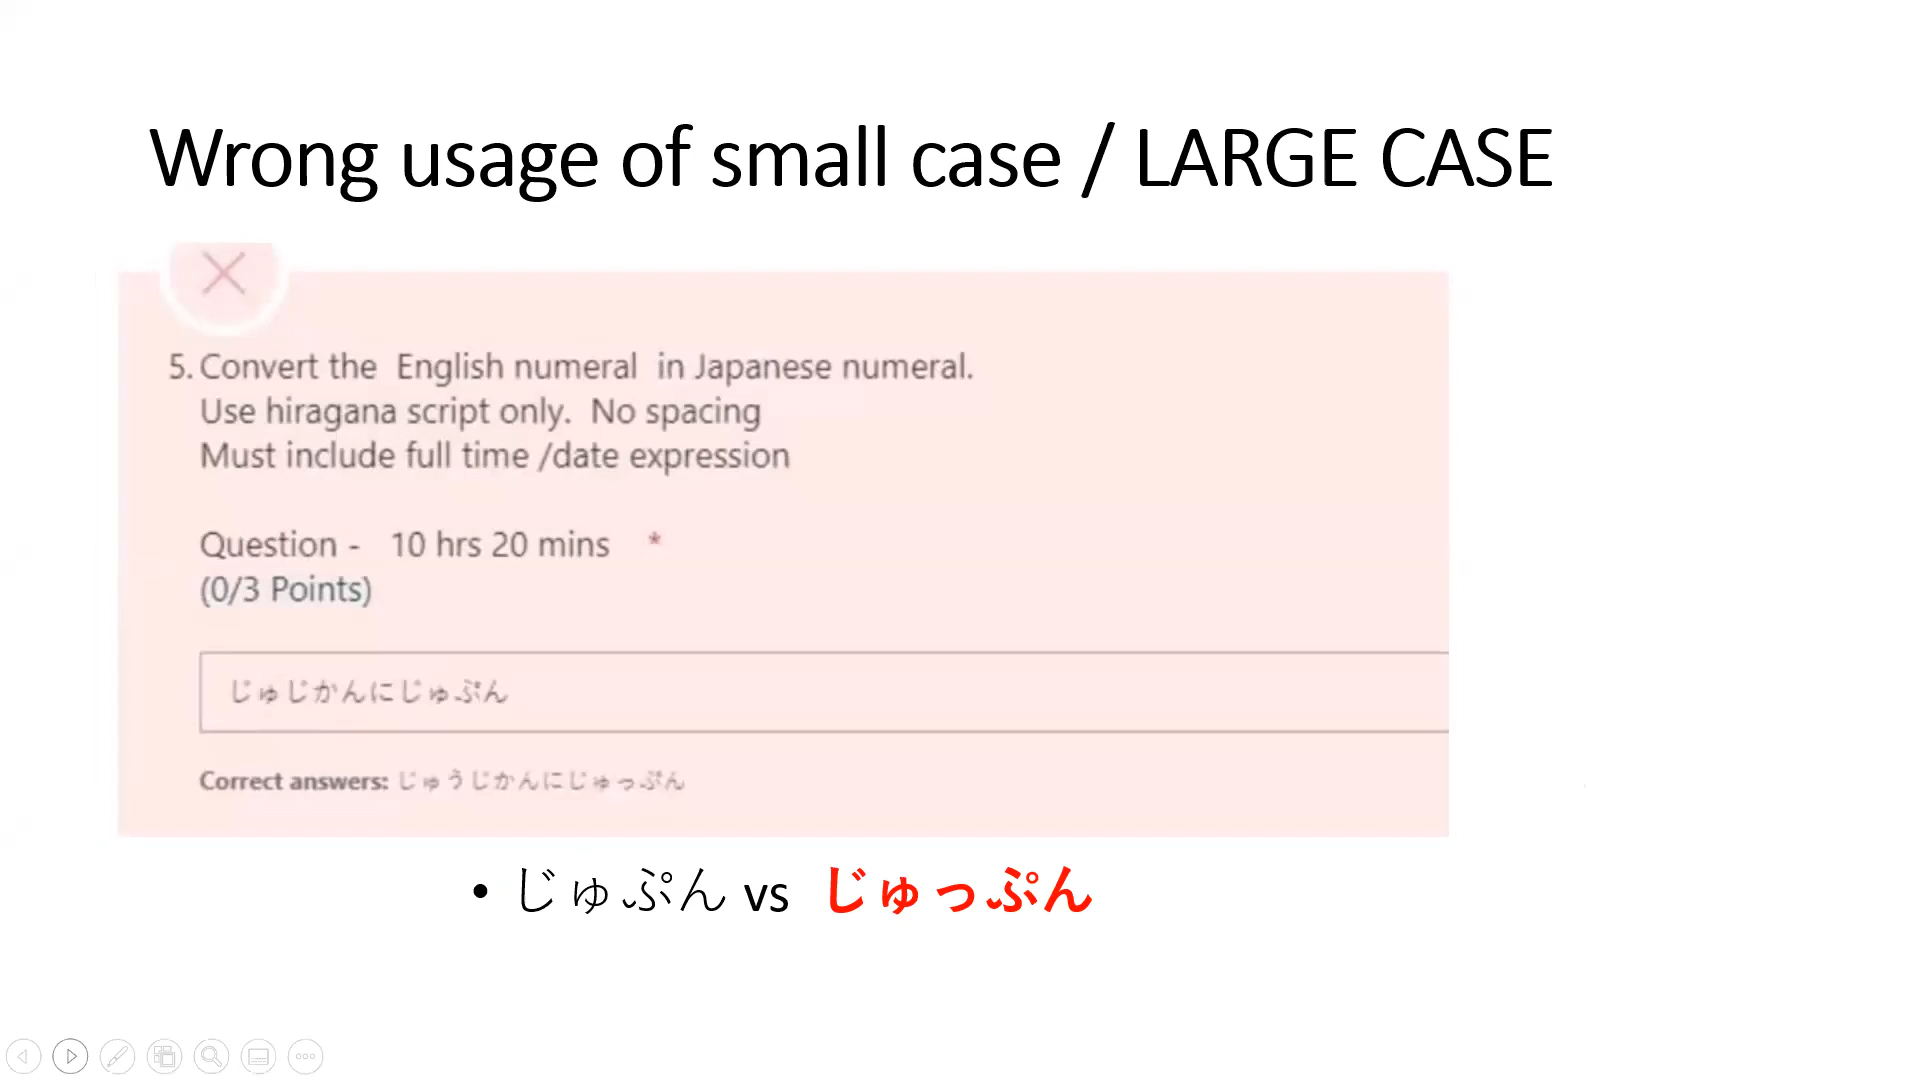 Wrong usage of small case / LARGE CASE
5. Convert the English numeral in Japanese numeral.
Use hiragana script only. No spacing
Must include full time /date expression
Question - 10 hrs 20 mins *
(0/3 Points)
じゅじかんにじゅぷん
Correct answers: じゅうじかんにじゅっぷん
• じゅぷん vs じゅっぷん